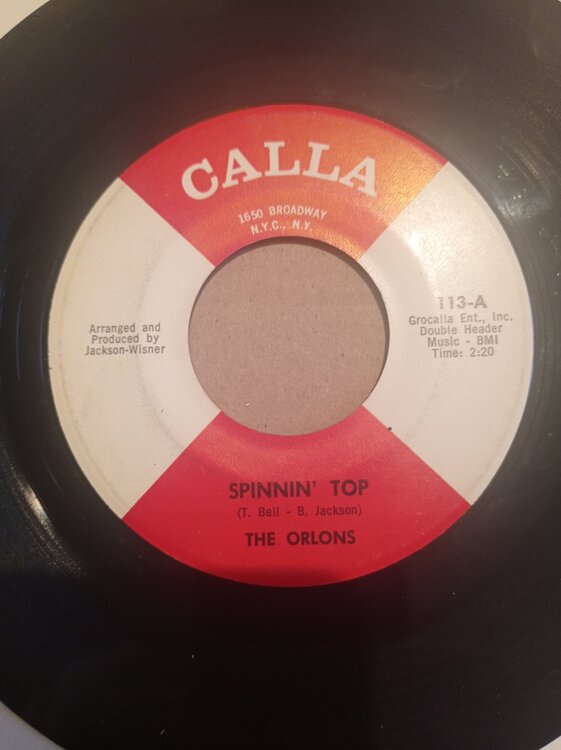 CALLA
1650 BROADWAY
N.Y.C., N.Y.
Arranged and
Produced by
Jackson-Wisner
113-A
Grocalla Ent., Inc.
Double Header
Music - BMI
Time: 2:20
SPINNIN' TOP
(T. Bell - B. Jackson)
THE ORLONS